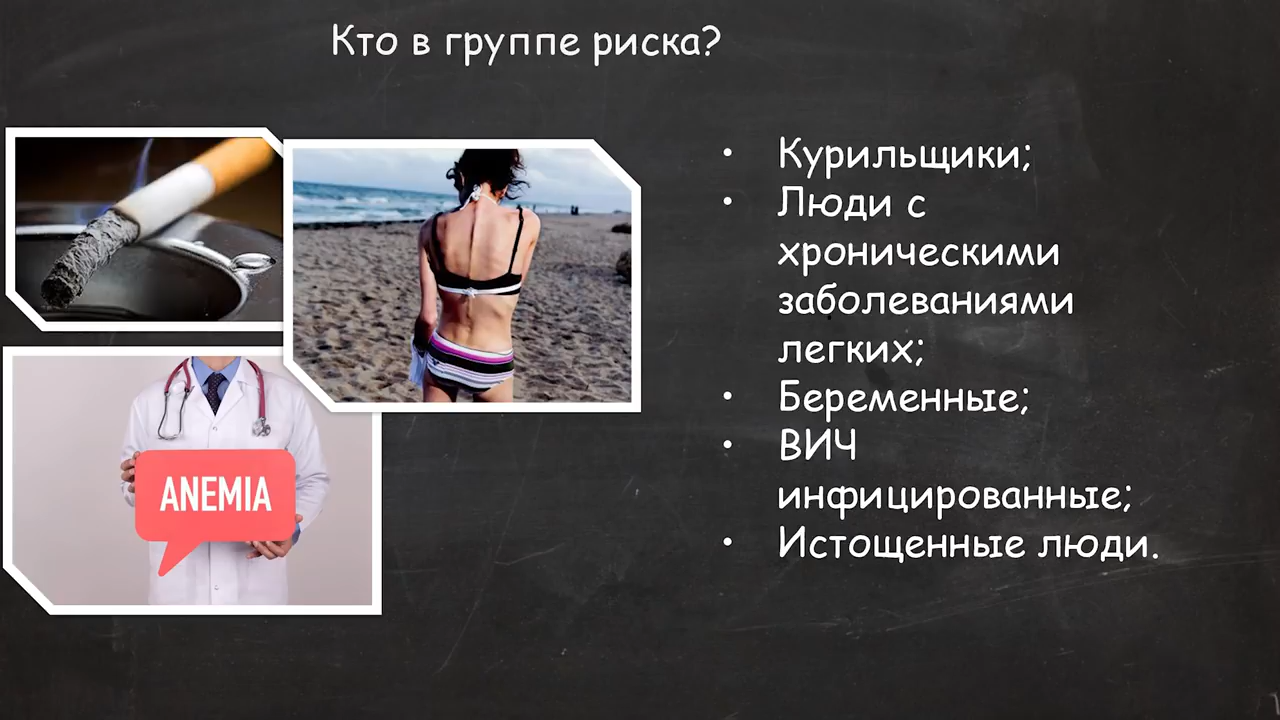 Кто в группе риска?
ANEMIA
• Курильщики;
• Люди с
хроническими
заболеваниями
легких;
• Беременные;
• ВИЧ
инфицированные;
• Истощенные люди.